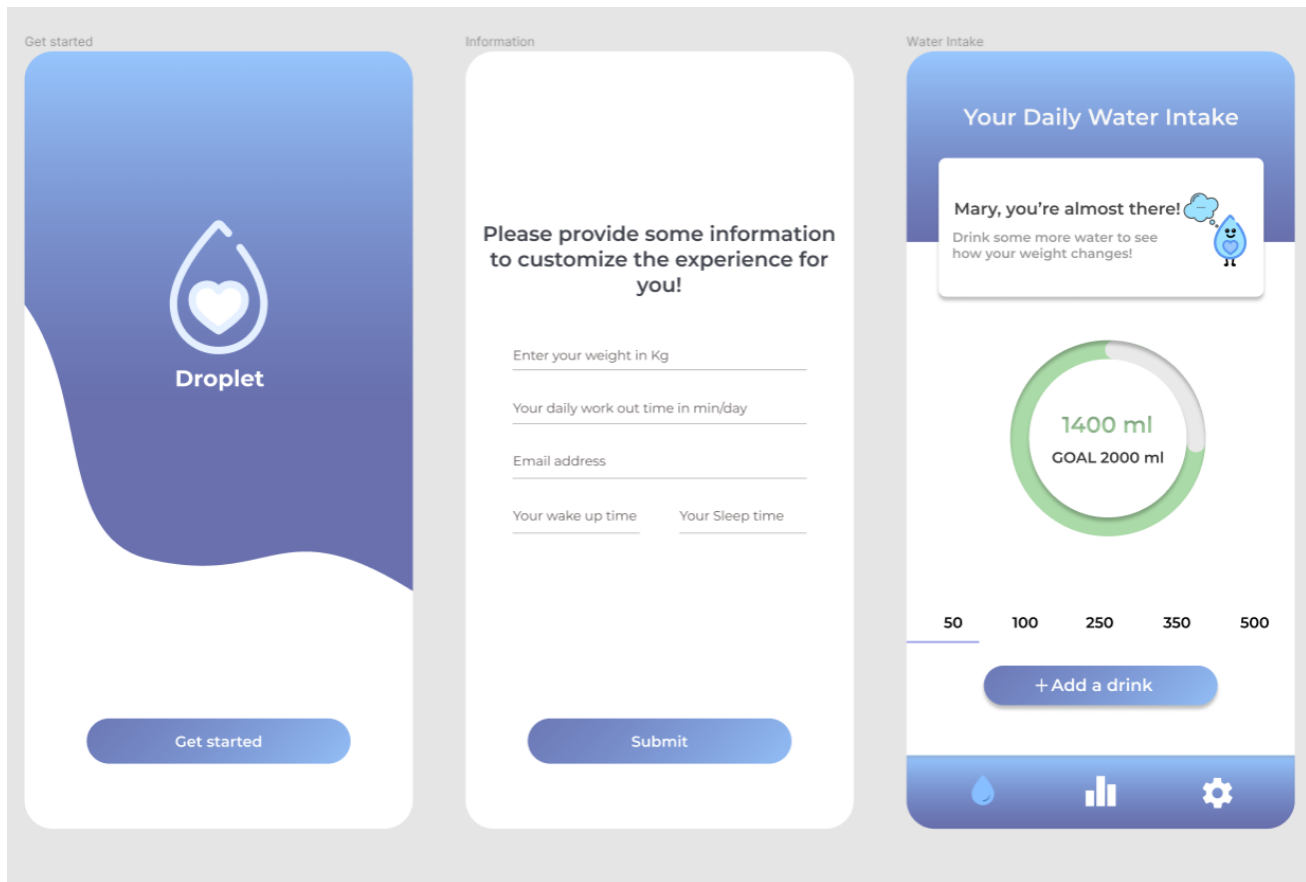 Get started
Droplet
Get started
Information
Please provide some information
to customize the experience for
you!
Enter your weight in Kg
Your daily work out time in min/day
Email address
Your wake up time
Your Sleep time
Submit
Water Intake
Your Daily Water Intake
Mary, you're almost there!
Drink some more water to see
how your weight changes!
1400 ml
GOAL 2000 ml
50 100 250 350 500
+Add a drink